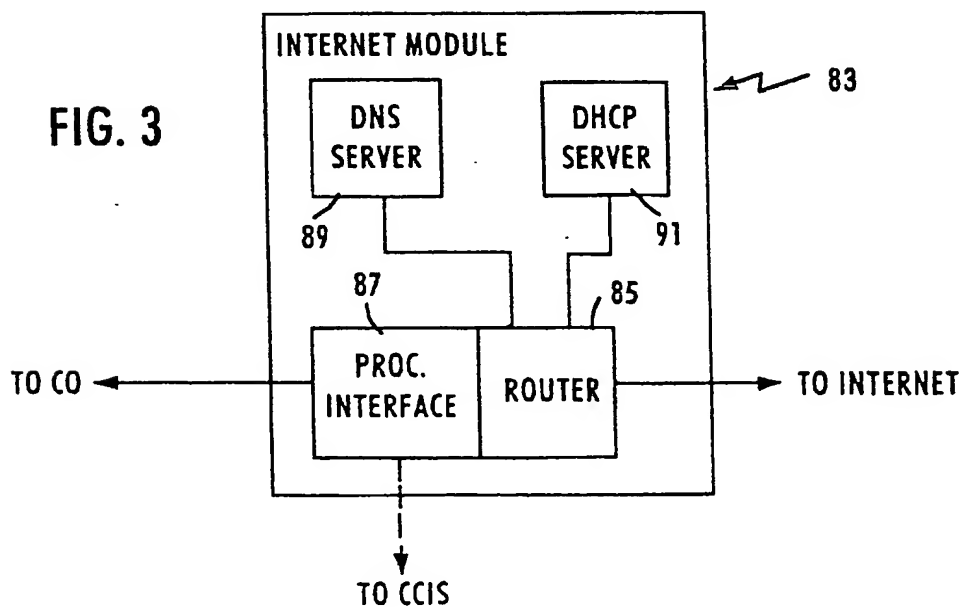 INTERNET MODULE
83
FIG. 3
DNS
SERVER
DHCP
SERVER
89
91
87
85
TO CO
PROC.
INTERFACE
ROUTER
TO INTERNET
TO CCIS